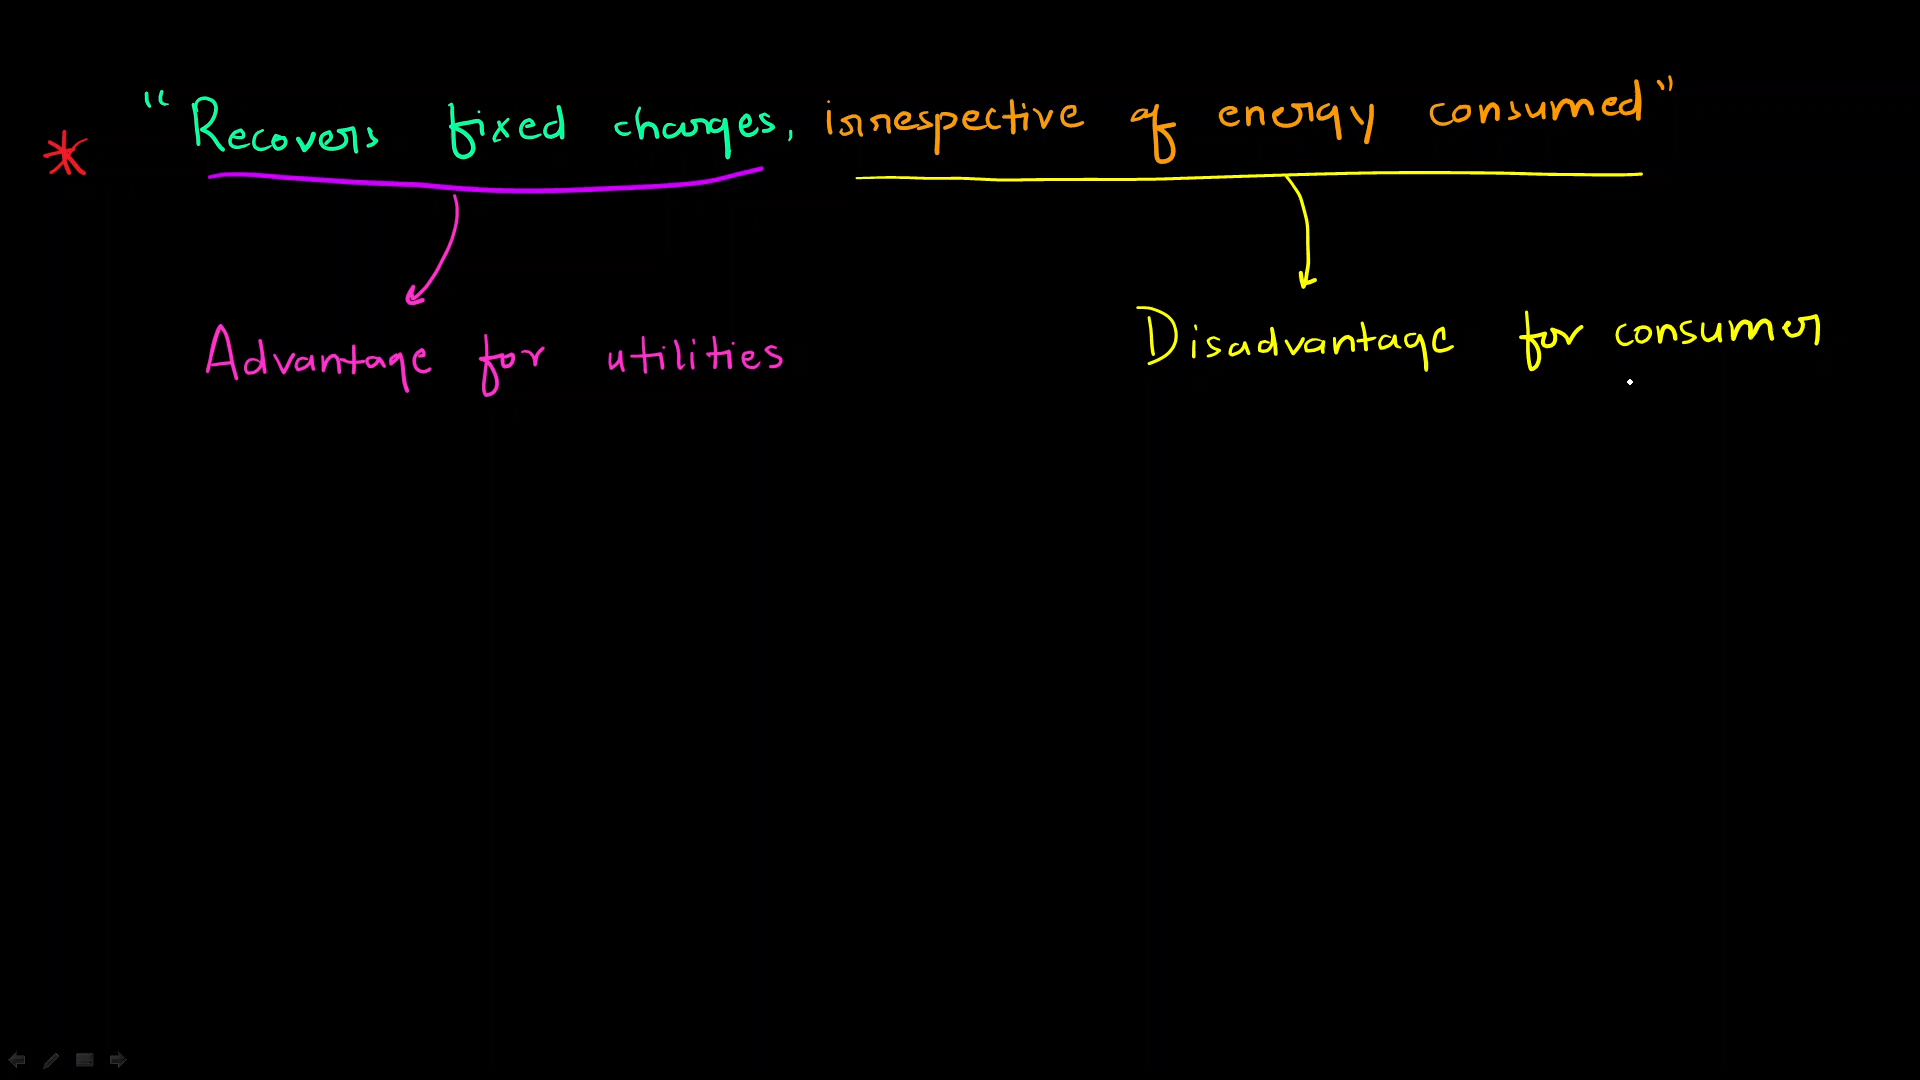 "Recovers fixed charges, irrespective of energy consumed"
Advantage for utilities
Disadvantage for consumer